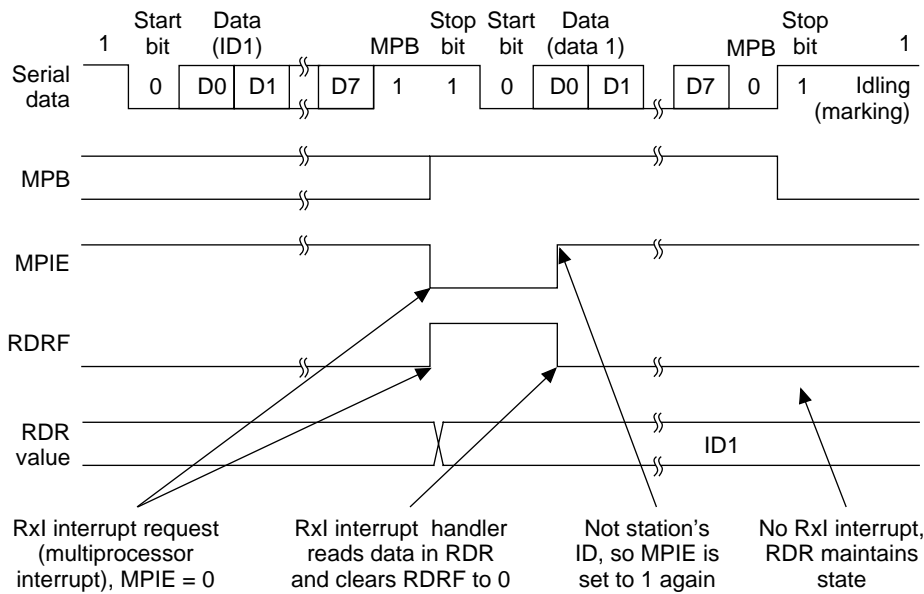 Start Data Stop Start Data Stop
1 bit (ID1) MPB bit bit (data 1) MPB bit 1
Serial data 0 D0 D1 D7 1 1 0 D0 D1 D7 0 1 Idling (marking)
MPB
MPIE
RDRF
RDR value ID1
RxI interrupt request
(multiprocessor
interrupt), MPIE = 0
RxI interrupt handler
reads data in RDR
and clears RDRF to 0
Not station's
ID, so MPIE is
set to 1 again
No RxI interrupt,
RDR maintains
state